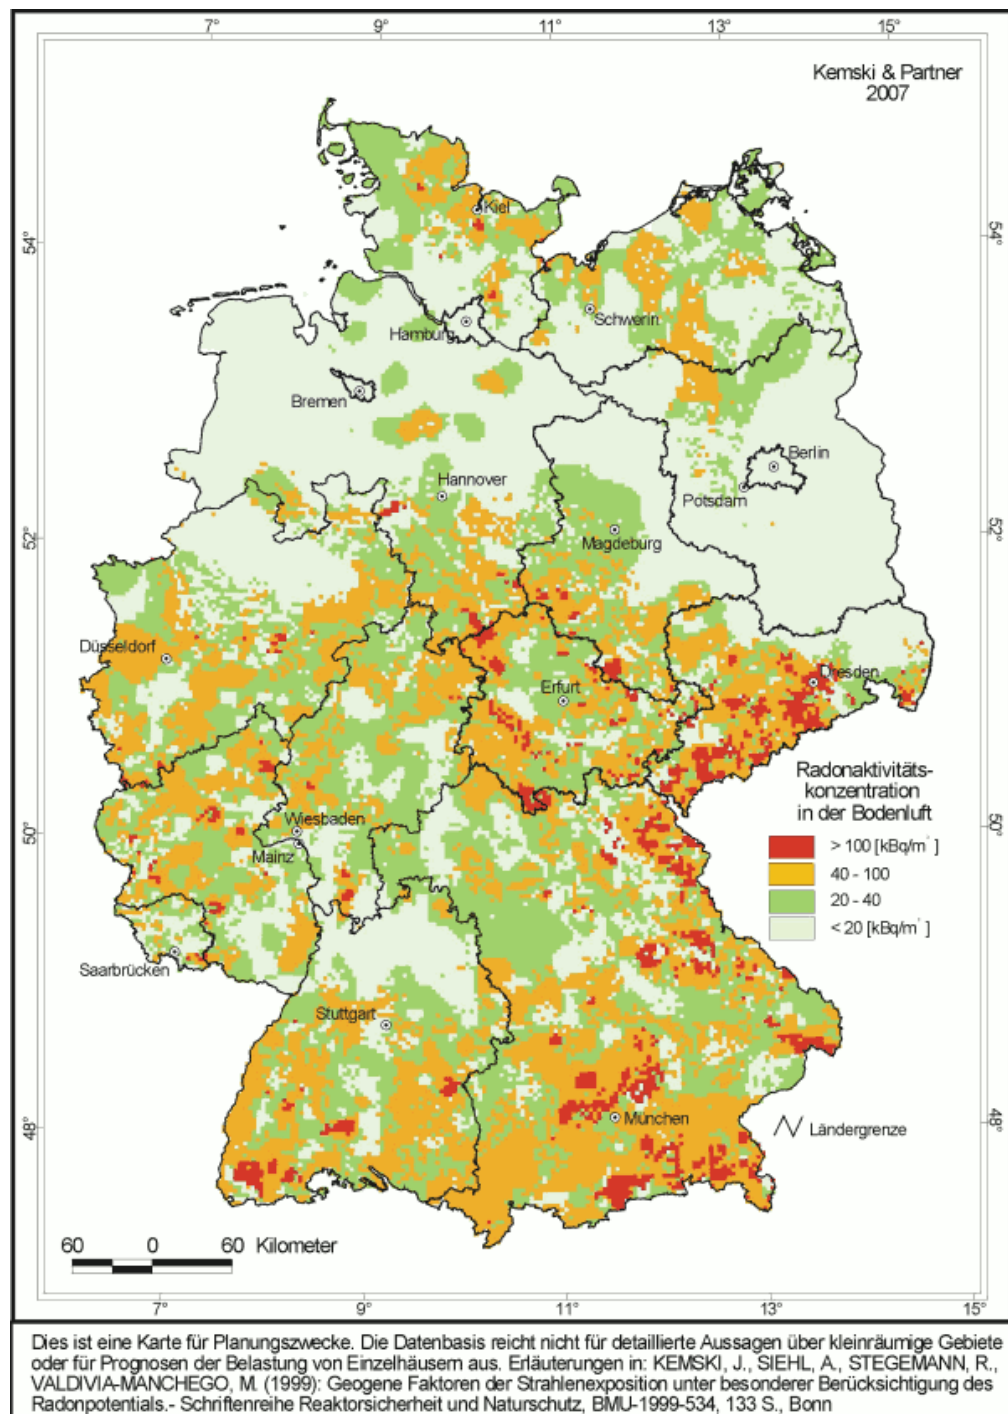 7° 9° 11° 13° 15°
Kemski & Partner
2007
54° 54°
Kiel
Schwerin
Hamburg
Bremen
Berlin
Hannover
Potsdam
52° 52°
Magdeburg
Düsseldorf
Dresden
Erfurt
Radonaktivitäts-
konzentration
in der Bodenluft
Wiesbaden
50° 50°
Mainz
> 100 [kBq/m³]
40 - 100
20 - 40
< 20 [kBq/m³]
Saarbrücken
Stuttgart
48° 48°
München
Ländergrenze
60 0 60 Kilometer
7° 9° 11° 13° 15°
Dies ist eine Karte für Planungszwecke. Die Datenbasis reicht nicht für detaillierte Aussagen über kleinräumige Gebiete
oder für Prognosen der Belastung von Einzelhäusern aus. Erläuterungen in: KEMSKI, J., SIEHL, A., STEGEMANN, R.,
VALDIVIA-MANCHEGO, M. (1999): Geogene Faktoren der Strahlenexposition unter besonderer Berücksichtigung des
Radonpotentials.- Schriftenreihe Reaktorsicherheit und Naturschutz, BMU-1999-534, 133 S., Bonn